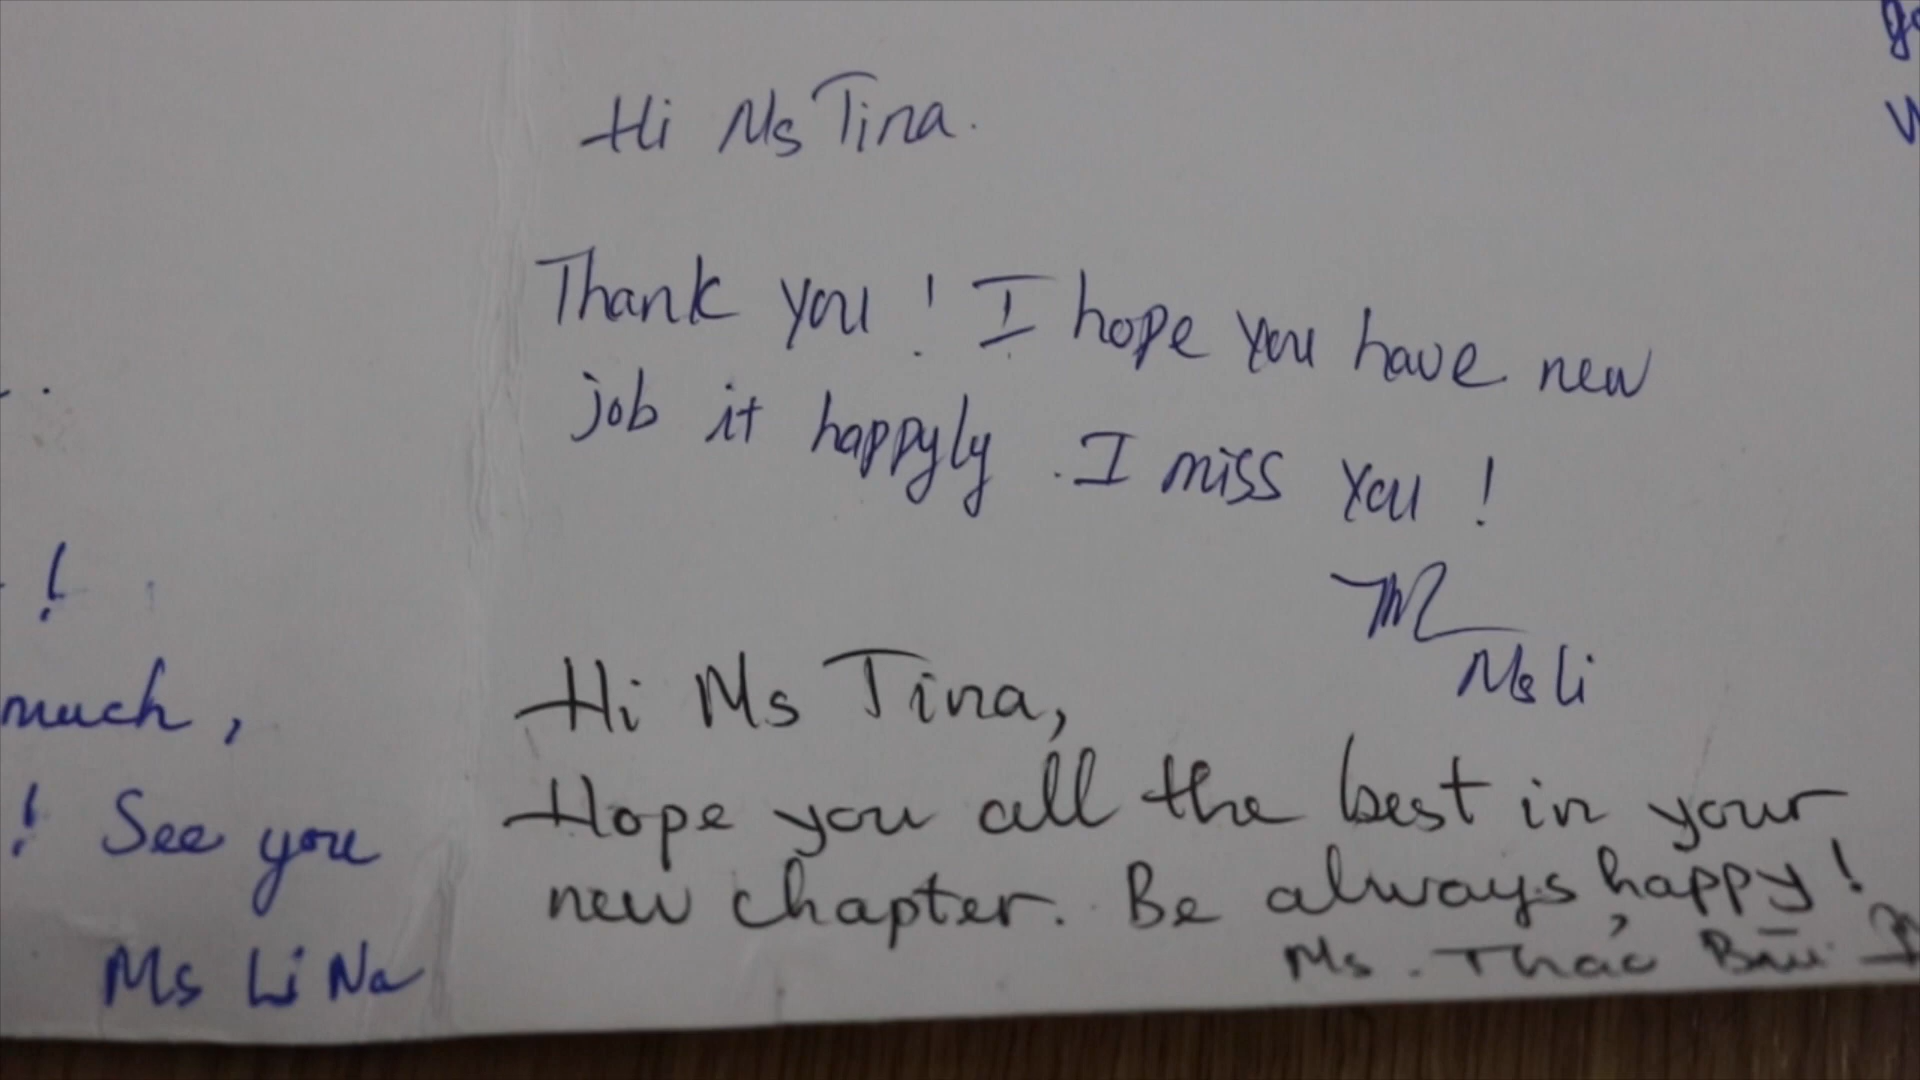 !
much,
! See you
Ms Li Na
Hi Ms Tina.
Thank you! I hope you have new
job it happyly. I miss you!
Ms Li
Hi Ms Tina,
Hope you all the best in your
new chapter. Be always happy!
Ms. Thảo Bùi